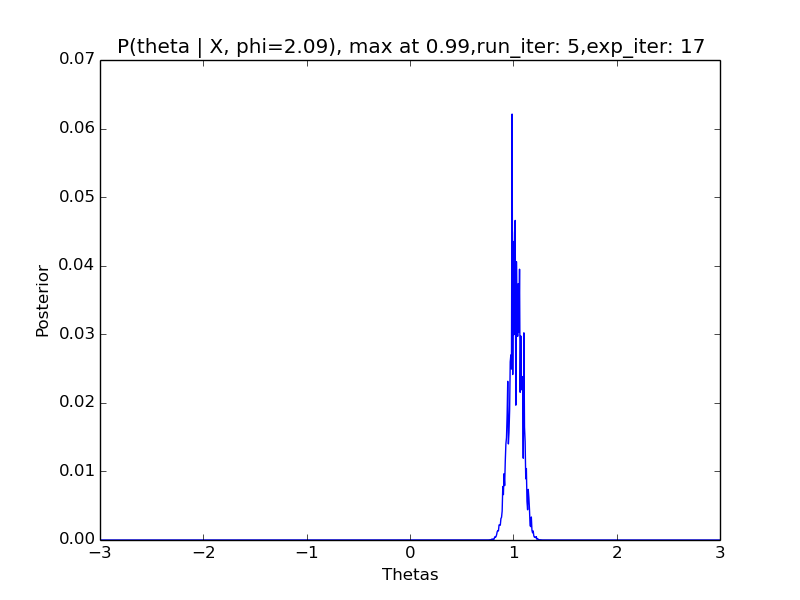 P(theta | X, phi=2.09), max at 0.99,run_iter: 5,exp_iter: 17
0.07
0.06
0.05
0.04
0.03
0.02
0.01
0.00
Posterior
−3 −2 −1 0 1 2 3
Thetas